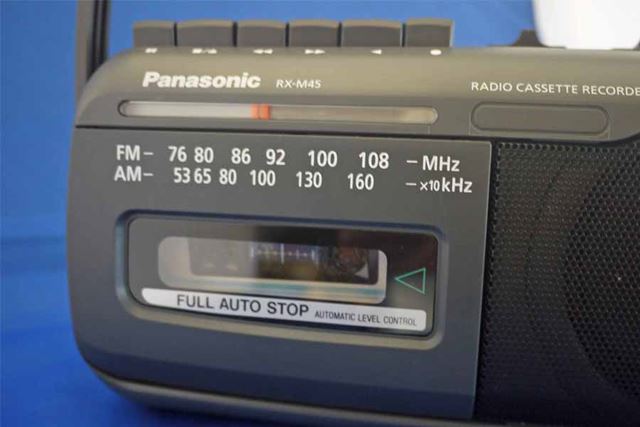 Panasonic RX-M45
RADIO CASSETTE RECORDE
FM– 76 80 86 92 100 108 –MHz
AM– 53 65 80 100 130 160 –×10kHz
FULL AUTO STOP AUTOMATIC LEVEL CONTROL